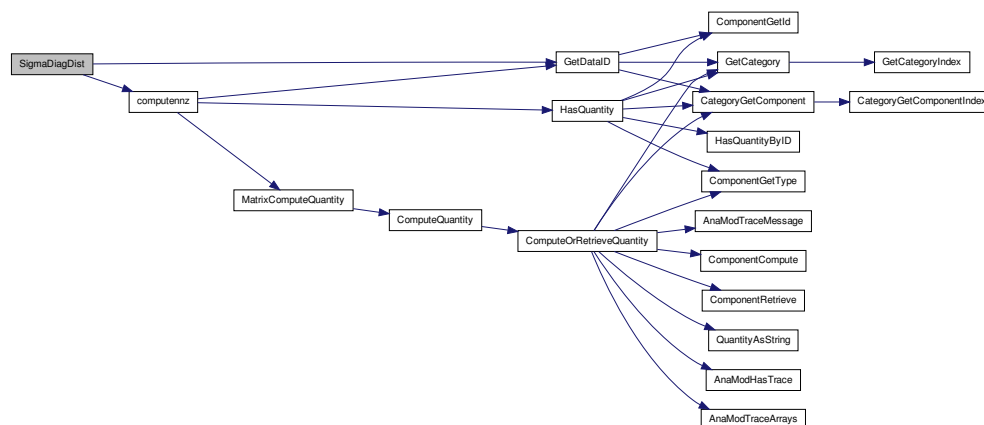 SigmaDiagDist
computennz
MatrixComputeQuantity
ComputeQuantity
GetDataID
HasQuantity
ComputeOrRetrieveQuantity
ComponentGetId
GetCategory
CategoryGetComponent
HasQuantityByID
ComponentGetType
AnaModTraceMessage
ComponentCompute
ComponentRetrieve
QuantityAsString
AnaModHasTrace
AnaModTraceArrays
GetCategoryIndex
CategoryGetComponentIndex